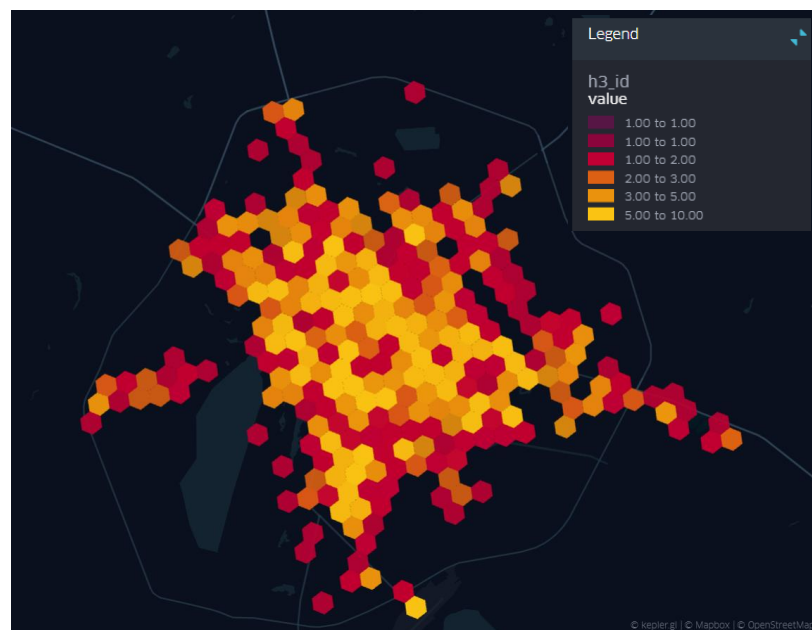 Legend
h3_id
value
1.00 to 1.00
1.00 to 1.00
1.00 to 2.00
2.00 to 3.00
3.00 to 5.00
5.00 to 10.00
© kepler.gl | © Mapbox | © OpenStreetMap